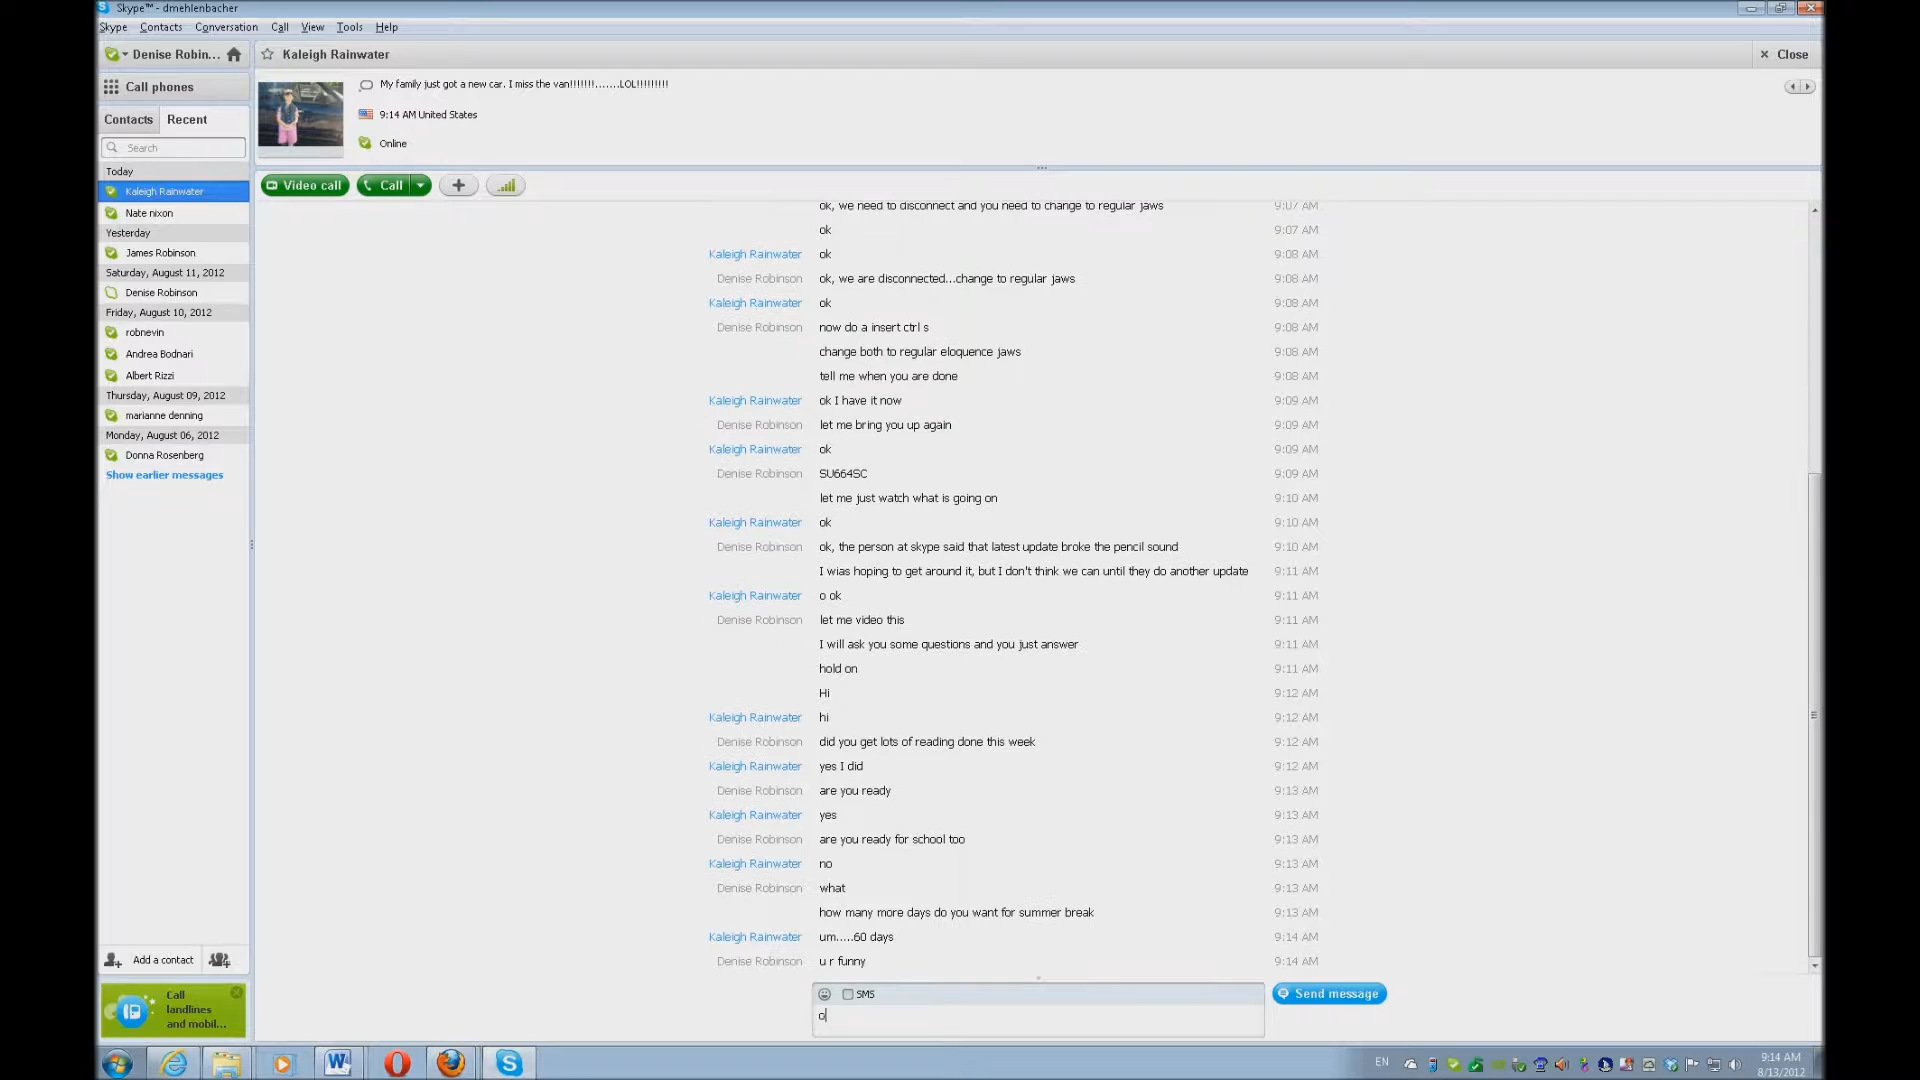 Skype™ - dmehlenbacher
Skype Contacts Conversation Call View Tools Help
Denise Robin...
Kaleigh Rainwater
Close
Call phones
My family just got a new car. I miss the van!!!!!!!.......LOL!!!!!!!!!
9:14 AM United States
Contacts Recent
Online
Search
Today
Kaleigh Rainwater
Nate nixon
Yesterday
James Robinson
Saturday, August 11, 2012
Denise Robinson
Friday, August 10, 2012
robnevin
Andrea Bodnari
Albert Rizzi
Thursday, August 09, 2012
marianne denning
Monday, August 06, 2012
Donna Rosenberg
Show earlier messages
Add a contact
Call
landlines
and mobil...
Video call Call
ok, we need to disconnect and you need to change to regular jaws 9:07 AM
ok 9:07 AM
Kaleigh Rainwater ok 9:08 AM
Denise Robinson ok, we are disconnected...change to regular jaws 9:08 AM
Kaleigh Rainwater ok 9:08 AM
Denise Robinson now do a insert ctrl s 9:08 AM
change both to regular eloquence jaws 9:08 AM
tell me when you are done 9:08 AM
Kaleigh Rainwater ok I have it now 9:09 AM
Denise Robinson let me bring you up again 9:09 AM
Kaleigh Rainwater ok 9:09 AM
Denise Robinson SU664SC 9:09 AM
let me just watch what is going on 9:10 AM
Kaleigh Rainwater ok 9:10 AM
Denise Robinson ok, the person at skype said that latest update broke the pencil sound 9:10 AM
I wias hoping to get around it, but I don't think we can until they do another update 9:11 AM
Kaleigh Rainwater o ok 9:11 AM
Denise Robinson let me video this 9:11 AM
I will ask you some questions and you just answer 9:11 AM
hold on 9:11 AM
Hi 9:12 AM
Kaleigh Rainwater hi 9:12 AM
Denise Robinson did you get lots of reading done this week 9:12 AM
Kaleigh Rainwater yes I did 9:12 AM
Denise Robinson are you ready 9:13 AM
Kaleigh Rainwater yes 9:13 AM
Denise Robinson are you ready for school too 9:13 AM
Kaleigh Rainwater no 9:13 AM
Denise Robinson what 9:13 AM
how many more days do you want for summer break 9:13 AM
Kaleigh Rainwater um.....60 days 9:14 AM
Denise Robinson u r funny 9:14 AM
SMS
Send message
o
EN
9:14 AM
8/13/2012